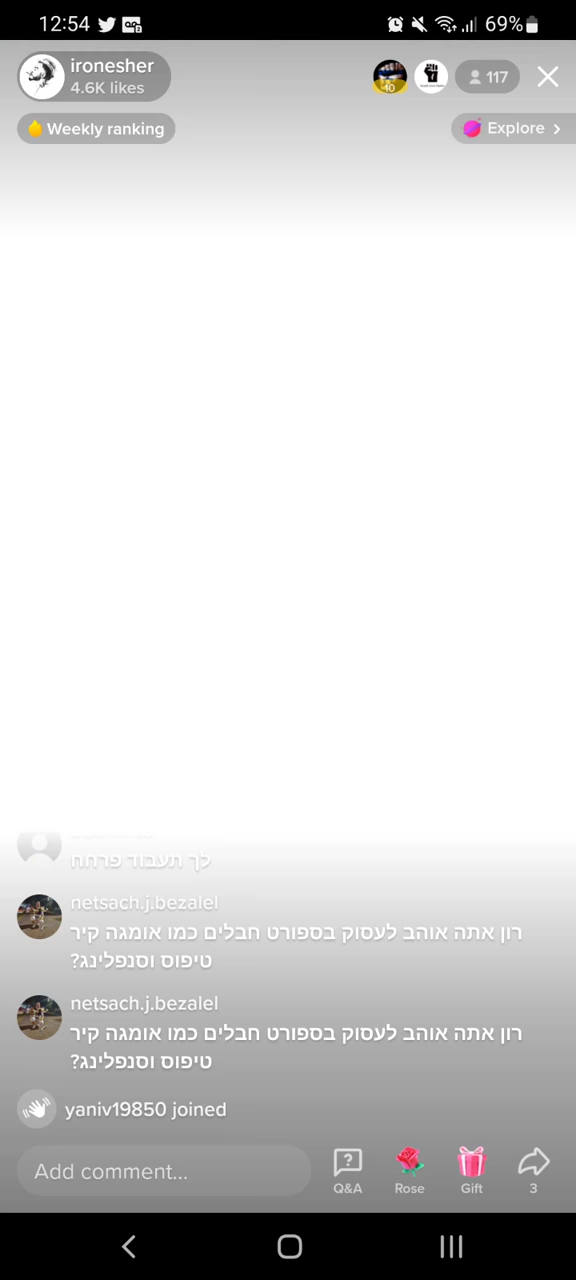 12:54
69%
ironesher
4.6K likes
40
117
Weekly ranking
Explore
לך תעבוד פרחח
netsach.j.bezalel
רון אתה אוהב לעסוק בספורט חבלים כמו אומגה קיר
טיפוס וסנפלינג?
netsach.j.bezalel
רון אתה אוהב לעסוק בספורט חבלים כמו אומגה קיר
טיפוס וסנפלינג?
yaniv19850 joined
Add comment...
Q&A
Rose
Gift
3